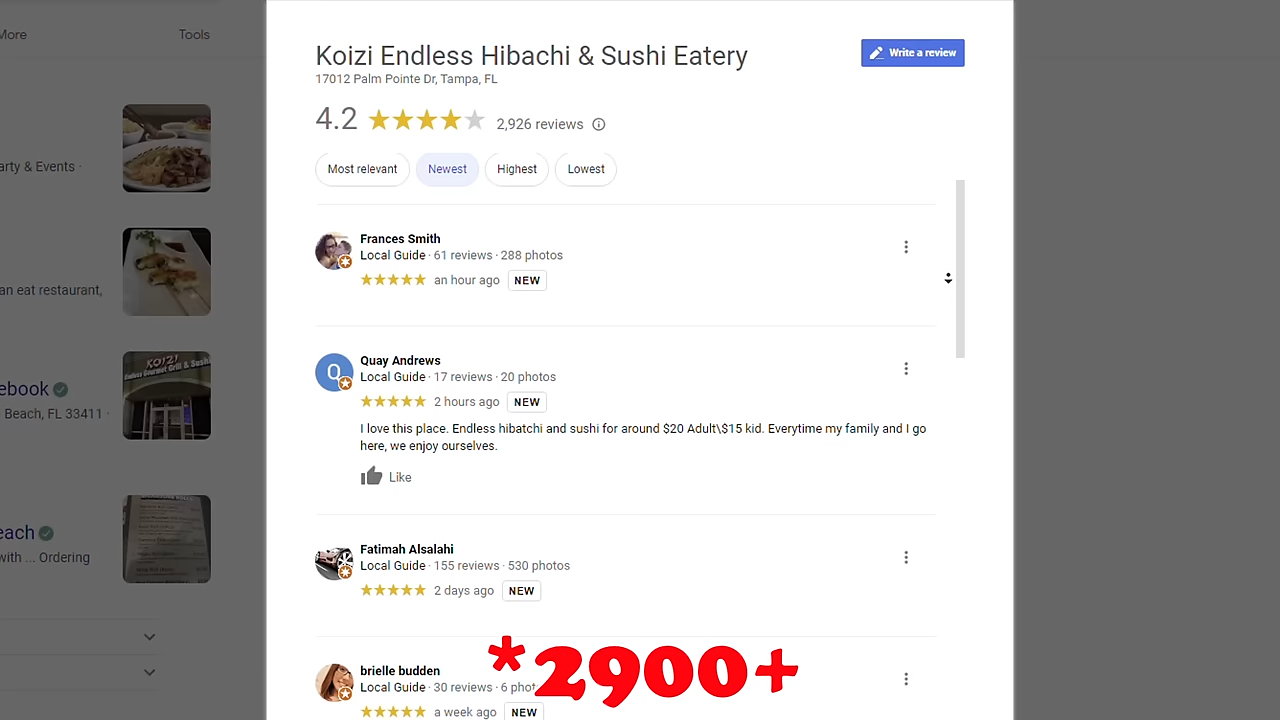 More
Tools
Koizi Endless Hibachi & Sushi Eatery
Write a review
17012 Palm Pointe Dr, Tampa, FL
4.2
2,926 reviews
Most relevant
Newest
Highest
Lowest
arty & Events ·
Frances Smith
Local Guide · 61 reviews · 288 photos
an hour ago NEW
an eat restaurant,
Quay Andrews
Q
Local Guide · 17 reviews · 20 photos
2 hours ago NEW
KOIZI
ebook
Beach, FL 33411 ·
I love this place. Endless hibatchi and sushi for around $20 Adult\$15 kid. Everytime my family and I go
here, we enjoy ourselves.
Like
each
with ... Ordering
Fatimah Alsalahi
Local Guide · 155 reviews · 530 photos
2 days ago NEW
brielle budden
Local Guide · 30 reviews · 6 phot
a week ago NEW
*2900+